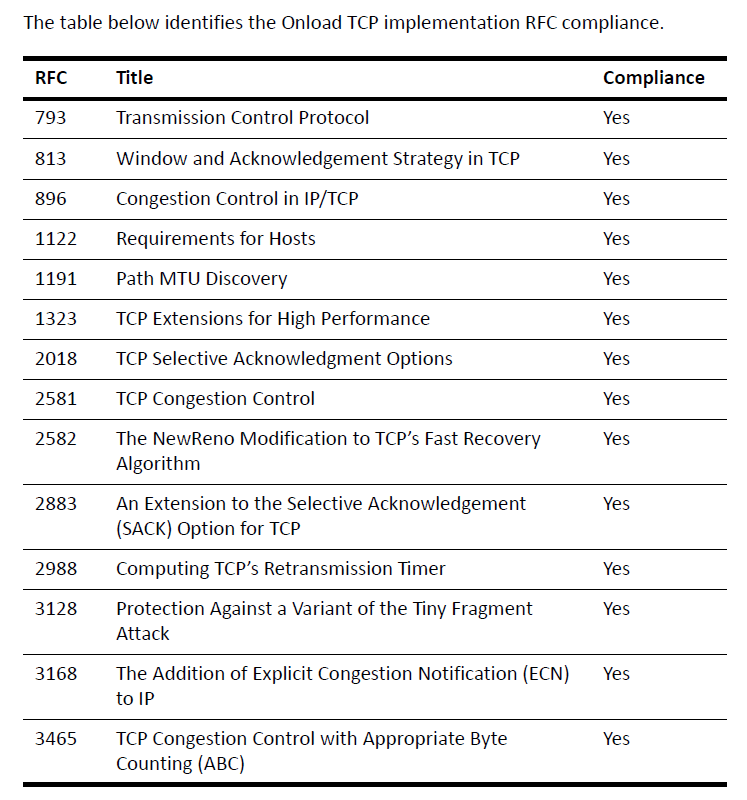 The table below identifies the Onload TCP implementation RFC compliance.
RFC Title Compliance
793 Transmission Control Protocol Yes
813 Window and Acknowledgement Strategy in TCP Yes
896 Congestion Control in IP/TCP Yes
1122 Requirements for Hosts Yes
1191 Path MTU Discovery Yes
1323 TCP Extensions for High Performance Yes
2018 TCP Selective Acknowledgment Options Yes
2581 TCP Congestion Control Yes
2582 The NewReno Modification to TCP’s Fast Recovery Yes
Algorithm
2883 An Extension to the Selective Acknowledgement Yes
(SACK) Option for TCP
2988 Computing TCP’s Retransmission Timer Yes
3128 Protection Against a Variant of the Tiny Fragment Yes
Attack
3168 The Addition of Explicit Congestion Notification (ECN) Yes
to IP
3465 TCP Congestion Control with Appropriate Byte Yes
Counting (ABC)